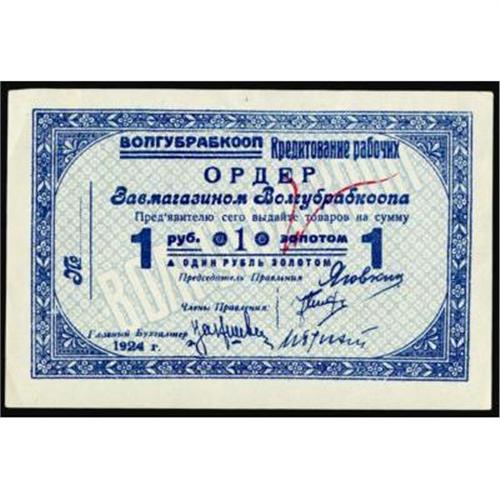 ВОЛГУБРАБКООП Кредитование рабочих
ОРДЕР
Завмагазином Волгубрабкоопа
Пред'явителю сего выдайте товаров на сумму
1 руб. 1 золотом 1
ОДИН РУБЛЬ ЗОЛОТОМ
№
Председатель Правления
Члены Правления
Главный Бухгалтер
1924 г.